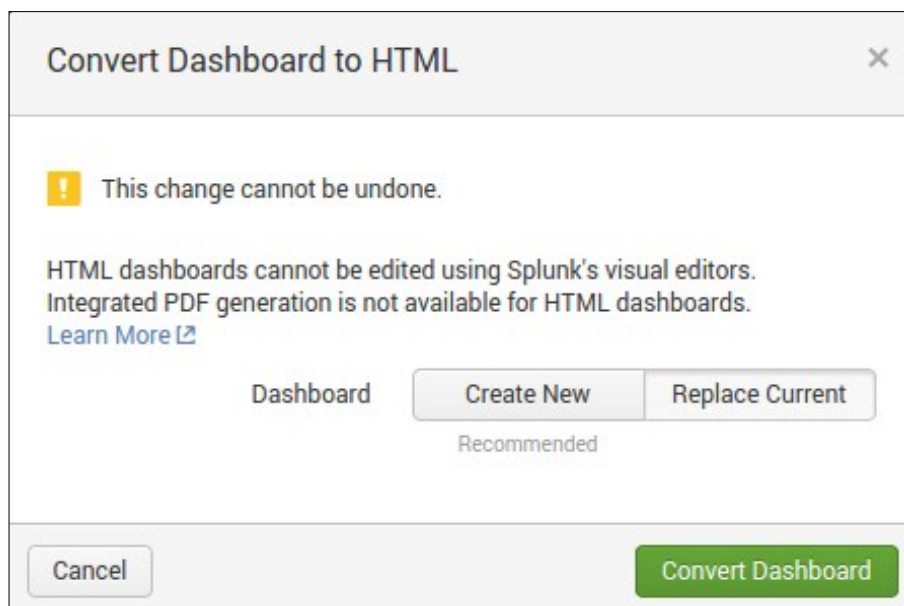 Convert Dashboard to HTML
This change cannot be undone.
HTML dashboards cannot be edited using Splunk's visual editors.
Integrated PDF generation is not available for HTML dashboards.
Learn More
Dashboard Create New Replace Current
Recommended
Cancel Convert Dashboard